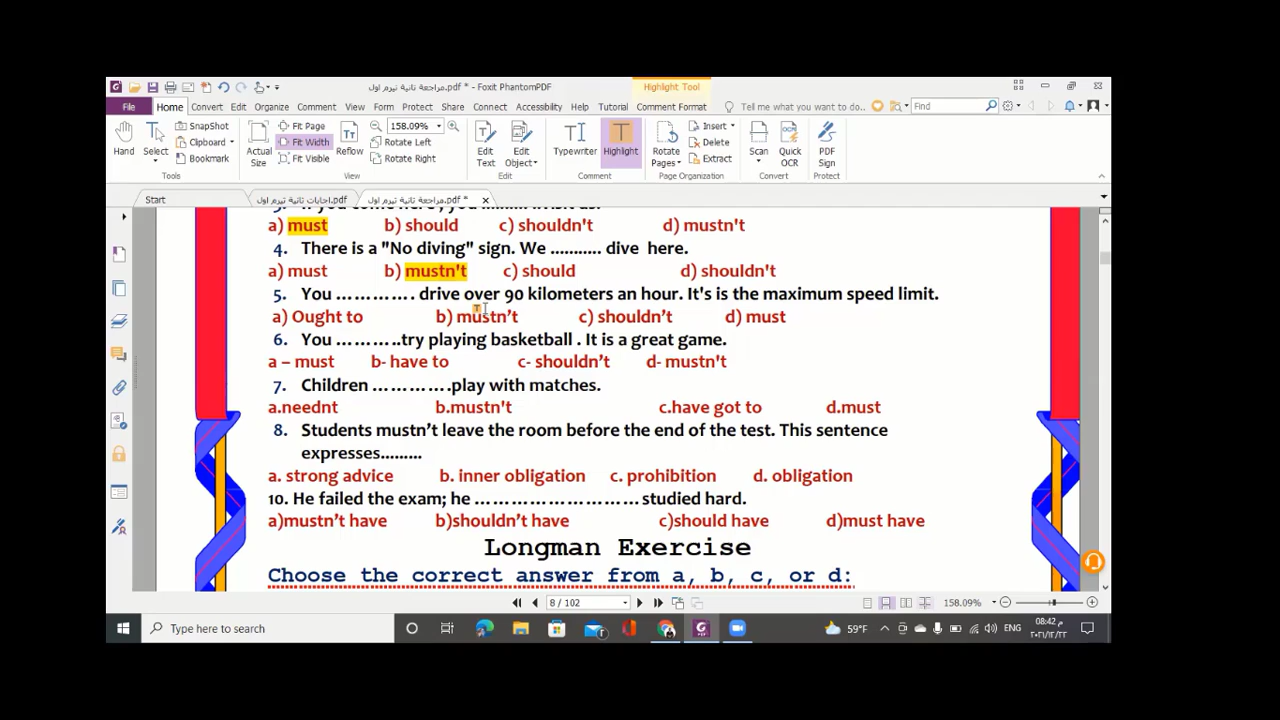 مراجعة ثانية تيرم اول.pdf * - Foxit PhantomPDF
Highlight Tool
File Home Convert Edit Organize Comment View Form Protect Share Connect Accessibility Help Tutorial Comment Format Tell me what you want to do.. Find
Hand Select SnapShot Clipboard Bookmark Actual Size Fit Page Fit Width Fit Visible Reflow 158.09% Rotate Left Rotate Right Edit Text Edit Object Typewriter Highlight Rotate Pages Insert Delete Extract Scan Quick OCR PDF Sign
Tools View Edit Comment Page Organization Convert Protect
Start اجابات ثانية تيرم اول.pdf مراجعة ثانية تيرم اول.pdf *
a) must b) should c) shouldn't d) mustn't
4. There is a "No diving" sign. We .......... dive here.
a) must b) mustn't c) should d) shouldn't
5. You …………. drive over 90 kilometers an hour. It's is the maximum speed limit.
a) Ought to b) mustn’t c) shouldn’t d) must
6. You ………..try playing basketball . It is a great game.
a – must b- have to c- shouldn’t d- mustn't
7. Children ………….play with matches.
a.neednt b.mustn't c.have got to d.must
8. Students mustn’t leave the room before the end of the test. This sentence
expresses.........
a. strong advice b. inner obligation c. prohibition d. obligation
10. He failed the exam; he ……………………… studied hard.
a)mustn’t have b)shouldn’t have c)should have d)must have
Longman Exercise
Choose the correct answer from a, b, c, or d:
8 / 102 158.09%
Type here to search 59°F ENG م 08:42
٢٠٢١/١٢/٢٢